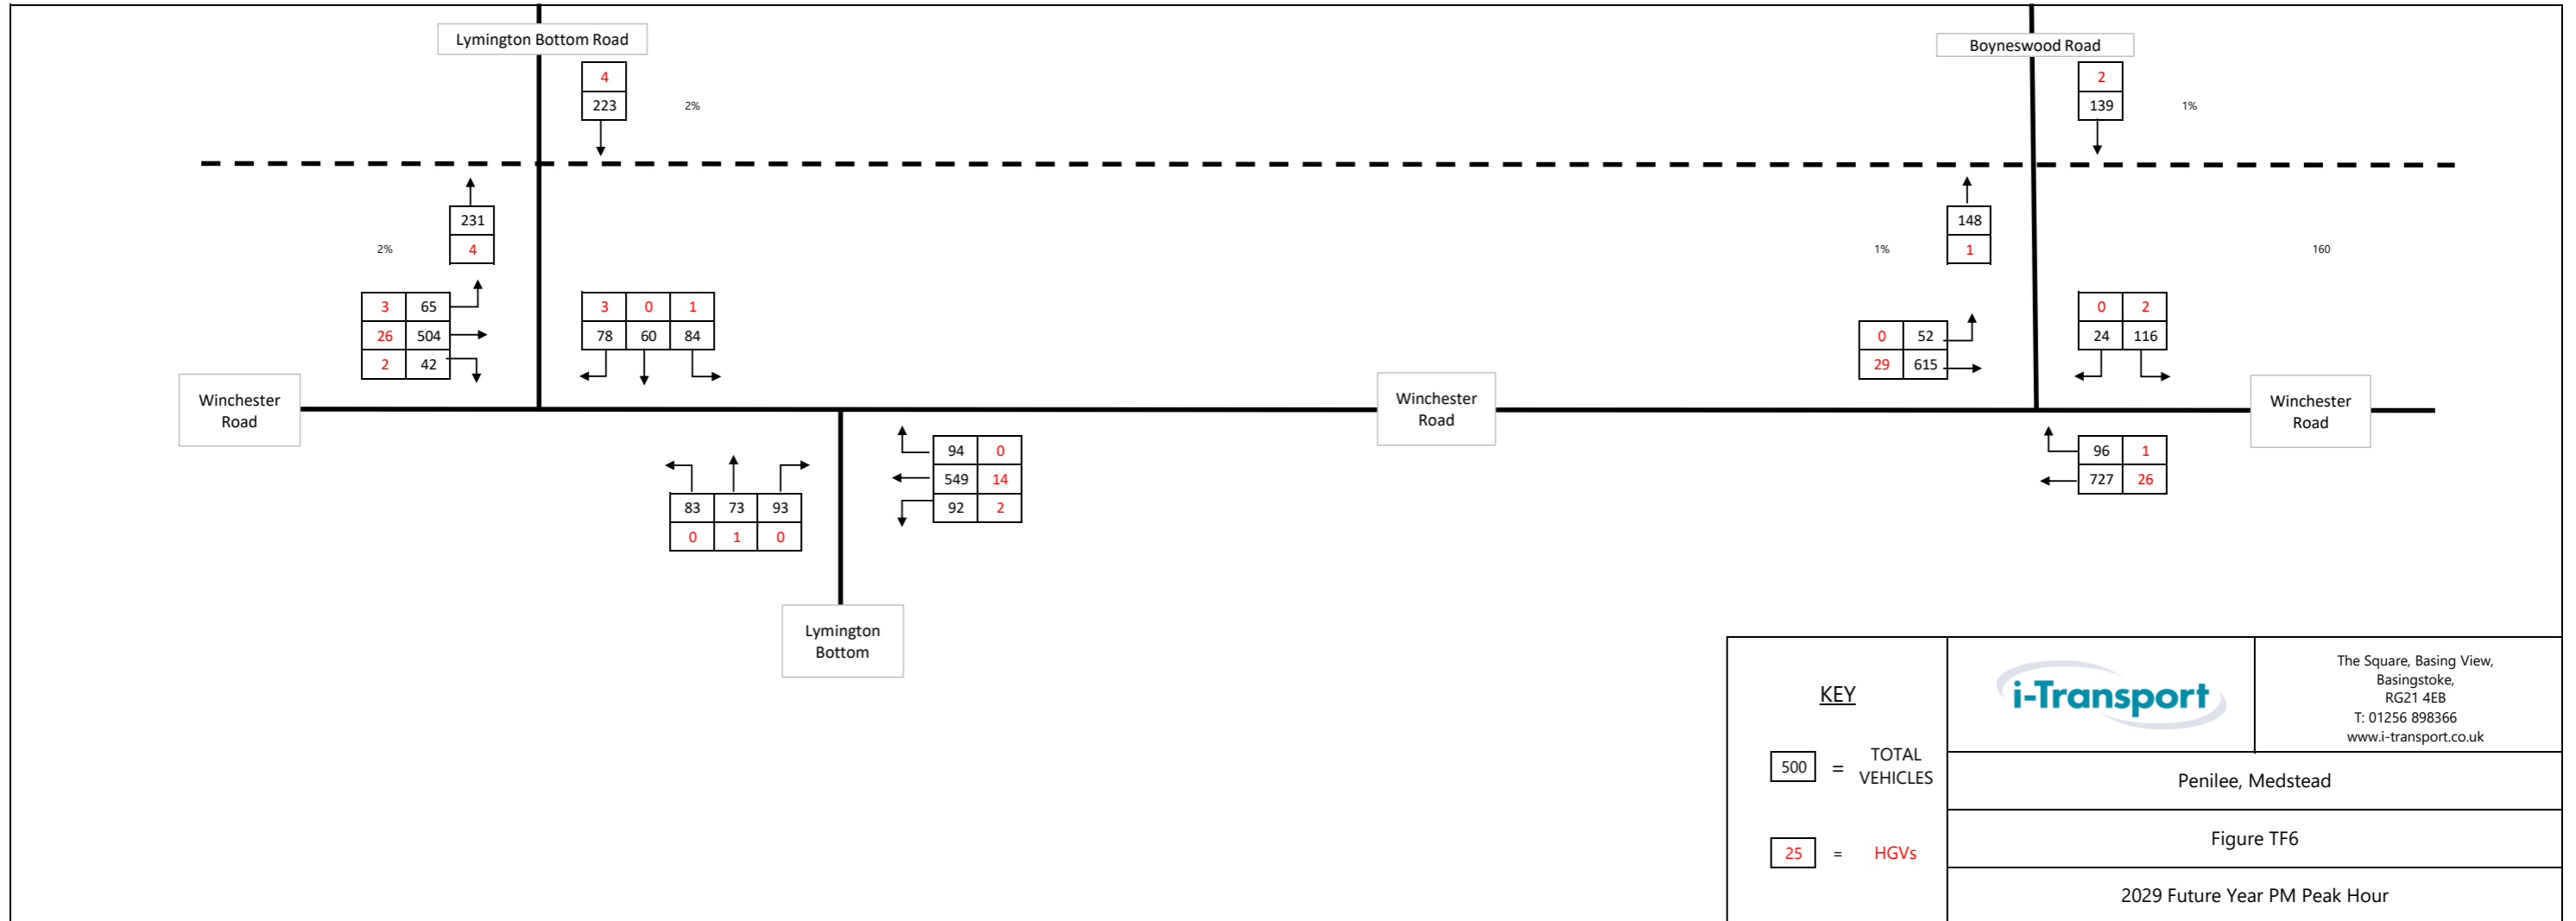 Lymington Bottom Road
Boyneswood Road
4
2
223
2%
139
1%
231
148
2%
4
1%
1
160
3 65
3 0 1
0 2
26 504
78 60 84
0 52
24 116
2 42
29 615
Winchester
Road
Winchester
Road
Winchester
Road
94 0
96 1
549 14
727 26
83 73 93
92 2
0 1 0
Lymington
Bottom
KEY
500 = TOTAL
VEHICLES
25 = HGVs
i-Transport
The Square, Basing View,
Basingstoke,
RG21 4EB
T: 01256 898366
www.i-transport.co.uk
Penilee, Medstead
Figure TF6
2029 Future Year PM Peak Hour